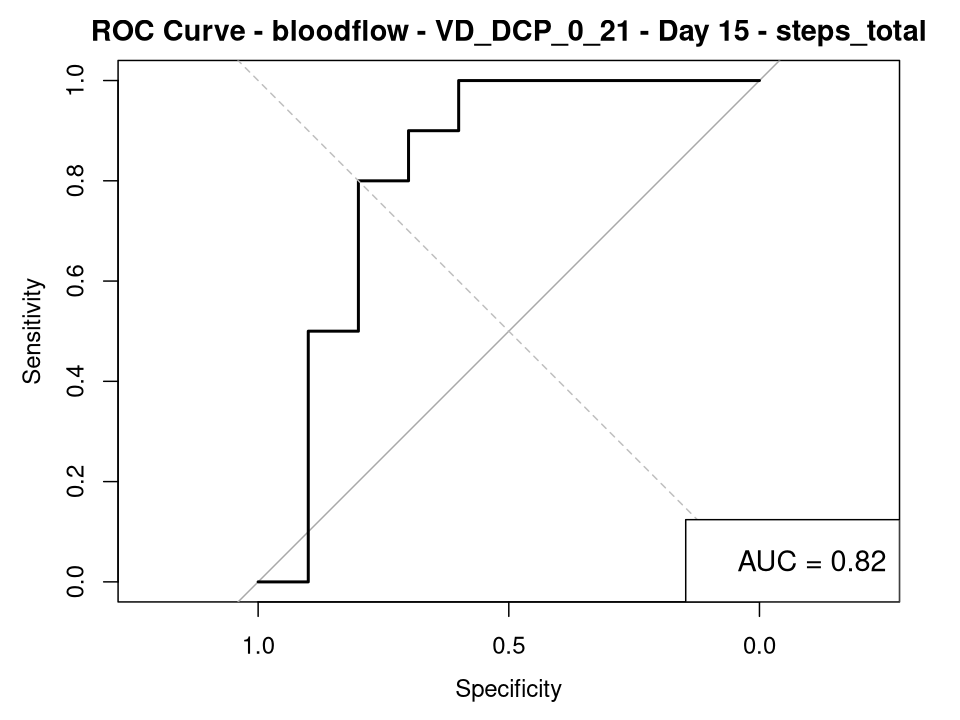 ROC Curve - bloodflow - VD_DCP_0_21 - Day 15 - steps_total
1.0
0.8
0.6
0.4
0.2
0.0
Sensitivity
AUC = 0.82
1.0 0.5 0.0
Specificity